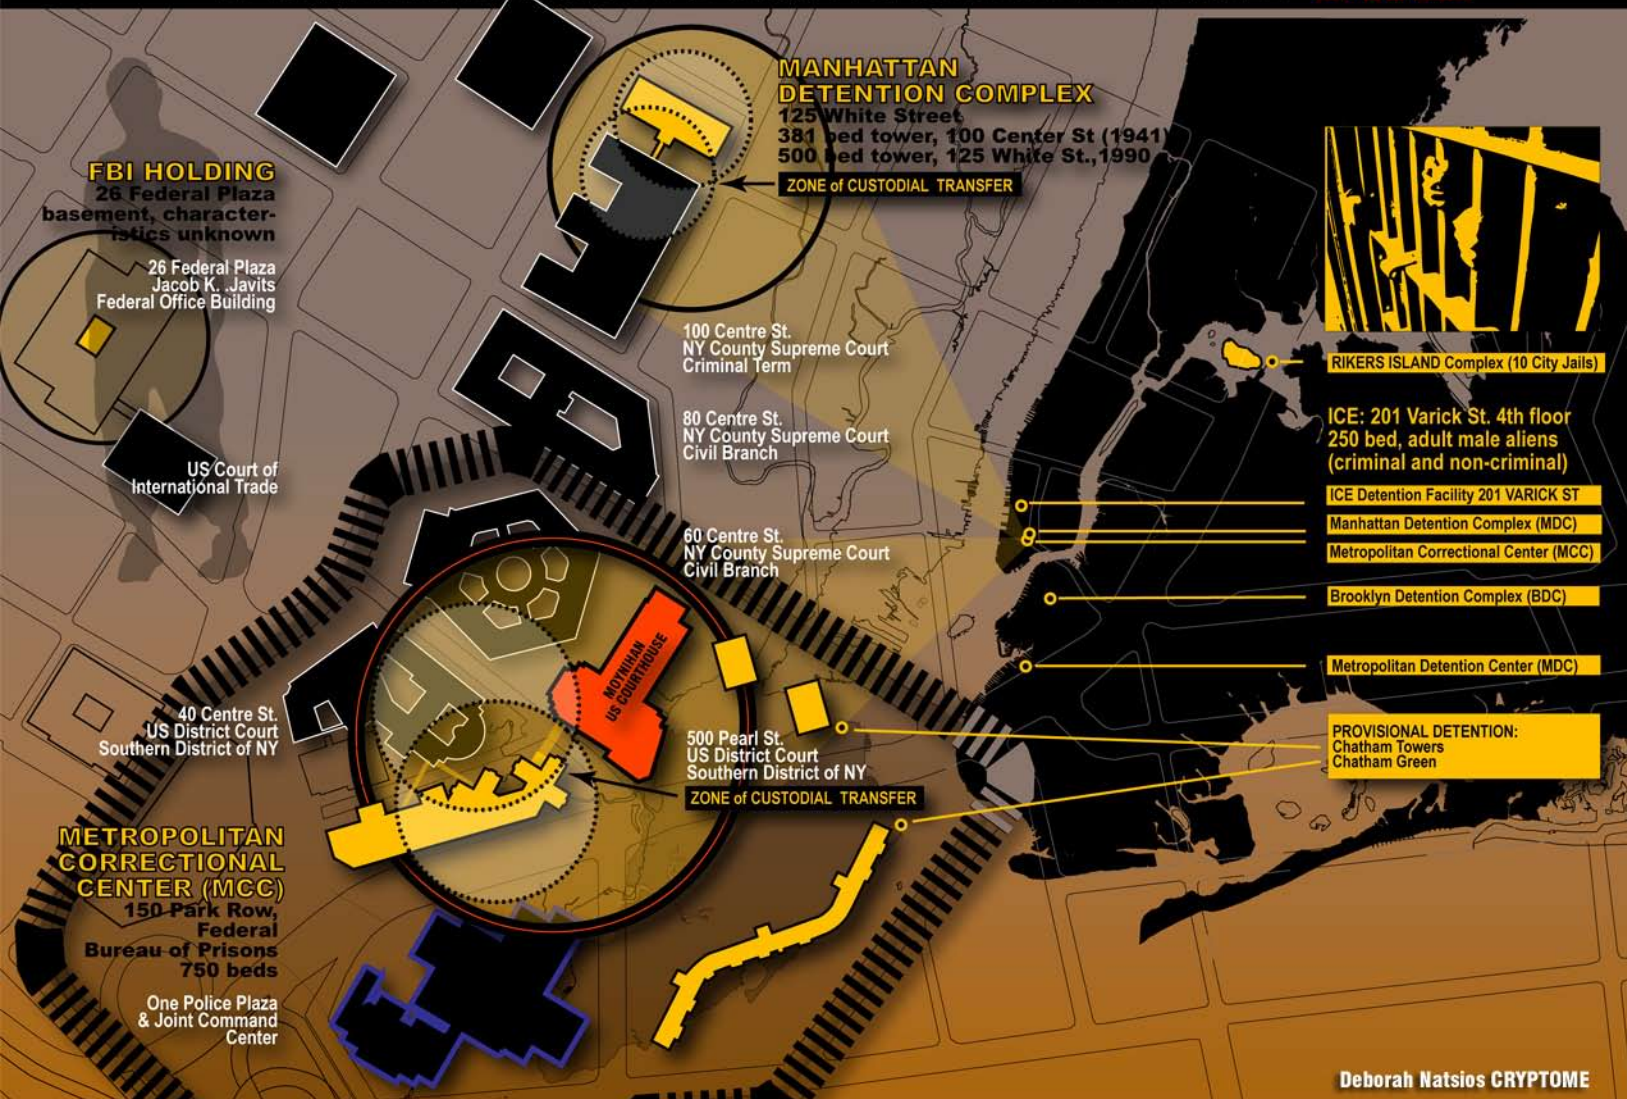 MANHATTAN
DETENTION COMPLEX
125 White Street
381 bed tower, 100 Center St (1941)
500 bed tower, 125 White St.,1990
ZONE of CUSTODIAL TRANSFER
FBI HOLDING
26 Federal Plaza
basement, character-
istics unknown
26 Federal Plaza
Jacob K. .Javits
Federal Office Building
US Court of
International Trade
100 Centre St.
NY County Supreme Court
Criminal Term
80 Centre St.
NY County Supreme Court
Civil Branch
60 Centre St.
NY County Supreme Court
Civil Branch
MOYNIHAN
US COURTHOUSE
40 Centre St.
US District Court
Southern District of NY
500 Pearl St.
US District Court
Southern District of NY
ZONE of CUSTODIAL TRANSFER
METROPOLITAN
CORRECTIONAL
CENTER (MCC)
150 Park Row,
Federal
Bureau of Prisons
750 beds
One Police Plaza
& Joint Command
Center
RIKERS ISLAND Complex (10 City Jails)
ICE: 201 Varick St. 4th floor
250 bed, adult male aliens
(criminal and non-criminal)
ICE Detention Facility 201 VARICK ST
Manhattan Detention Complex (MDC)
Metropolitan Correctional Center (MCC)
Brooklyn Detention Complex (BDC)
Metropolitan Detention Center (MDC)
PROVISIONAL DETENTION:
Chatham Towers
Chatham Green
Deborah Natsios CRYPTOME